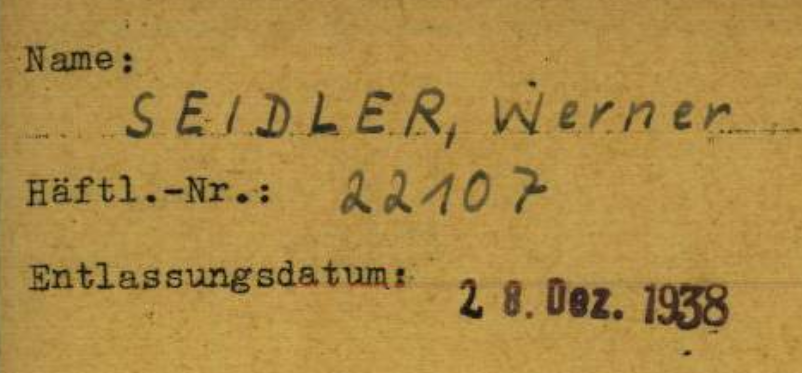 Name:
SEIDLER, Werner
Häftl.-Nr.: 22107
Entlassungsdatum: 28. Dez. 1938